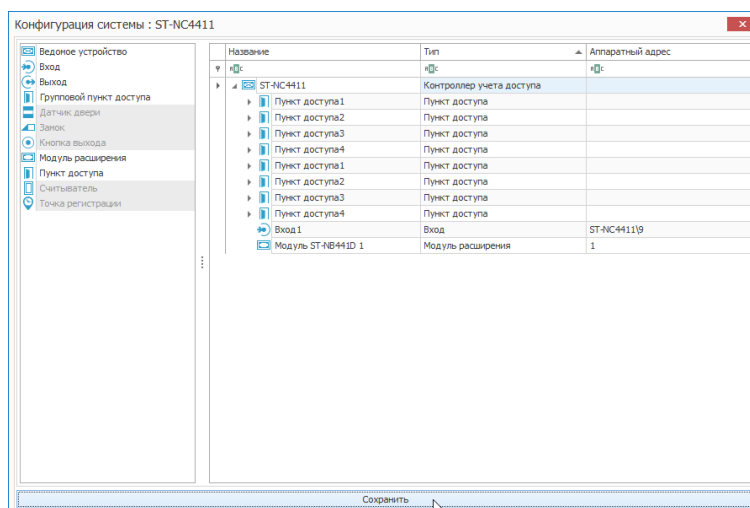 Конфигурация системы : ST-NC4411
Ведомое устройство
Вход
Выход
Групповой пункт доступа
Датчик двери
Замок
Кнопка выхода
Модуль расширения
Пункт доступа
Считыватель
Точка регистрации
Название Тип Аппаратный адрес
ST-NC4411 Контроллер учета доступа
Пункт доступа1 Пункт доступа
Пункт доступа2 Пункт доступа
Пункт доступа3 Пункт доступа
Пункт доступа4 Пункт доступа
Пункт доступа1 Пункт доступа
Пункт доступа2 Пункт доступа
Пункт доступа3 Пункт доступа
Пункт доступа4 Пункт доступа
Вход1 Вход ST-NC4411\9
Модуль ST-NB441D 1 Модуль расширения 1
Сохранить